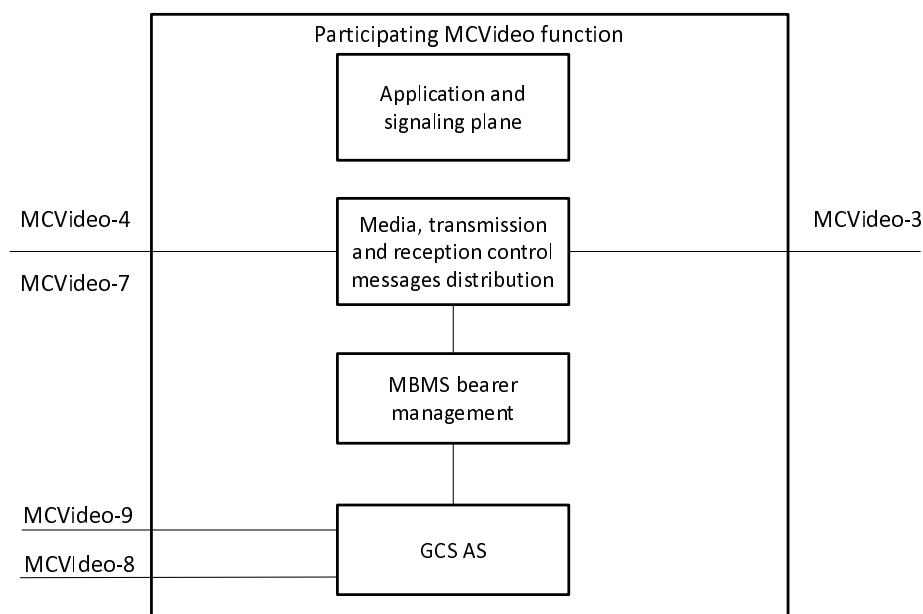 Participating MCVideo function
Application and
signaling plane
MCVideo-4
Media, transmission
and reception control
messages distribution
MCVideo-3
MCVideo-7
MBMS bearer
management
MCVideo-9
GCS AS
MCVIdeo-8